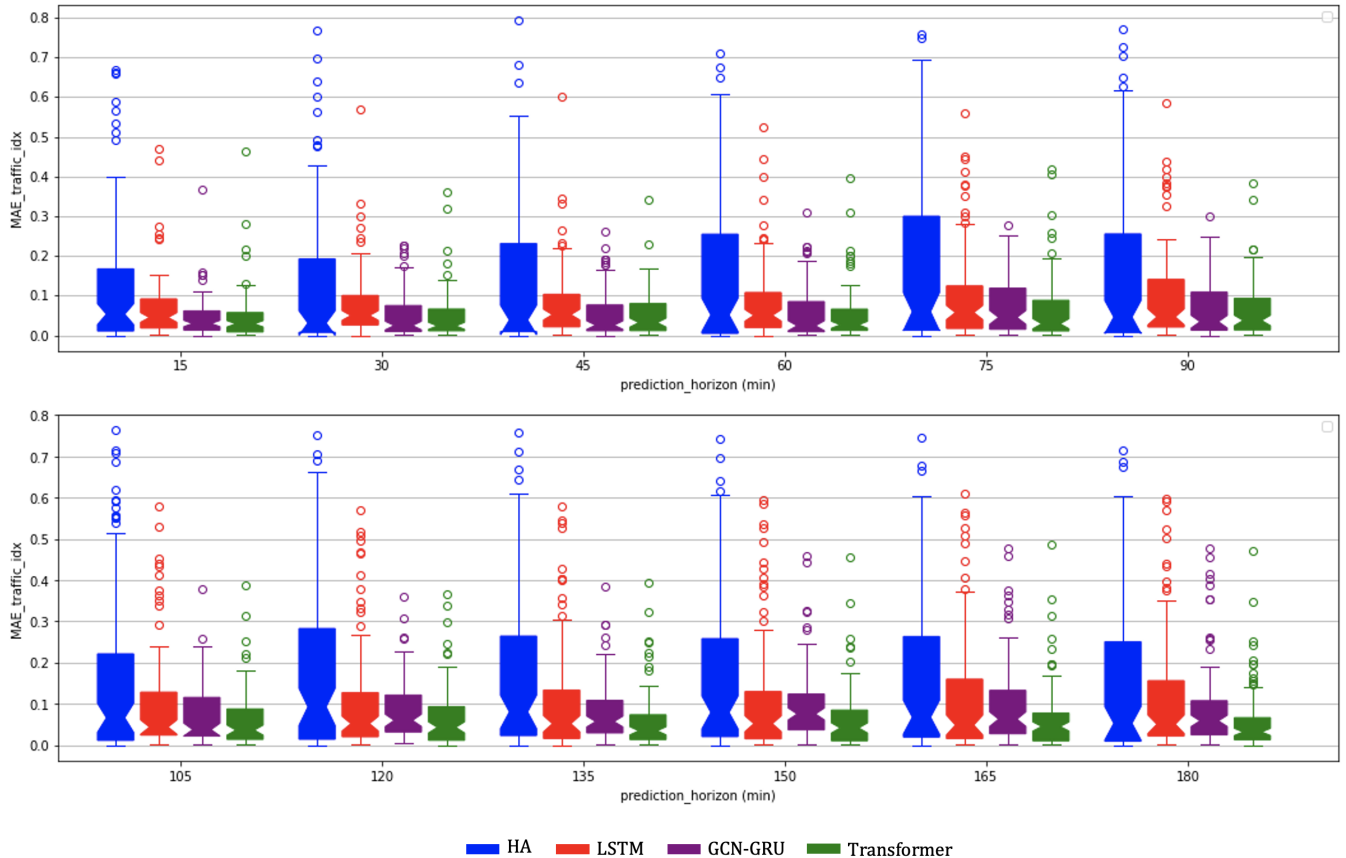 0.8
0.7
0.6
0.5
0.4
0.3
0.2
0.1
0.0
MAE_traffic_idx
15 30 45 60 75 90
prediction_horizon (min)
0.8
0.7
0.6
0.5
0.4
0.3
0.2
0.1
0.0
MAE_traffic_idx
105 120 135 150 165 180
prediction_horizon (min)
HA LSTM GCN-GRU Transformer